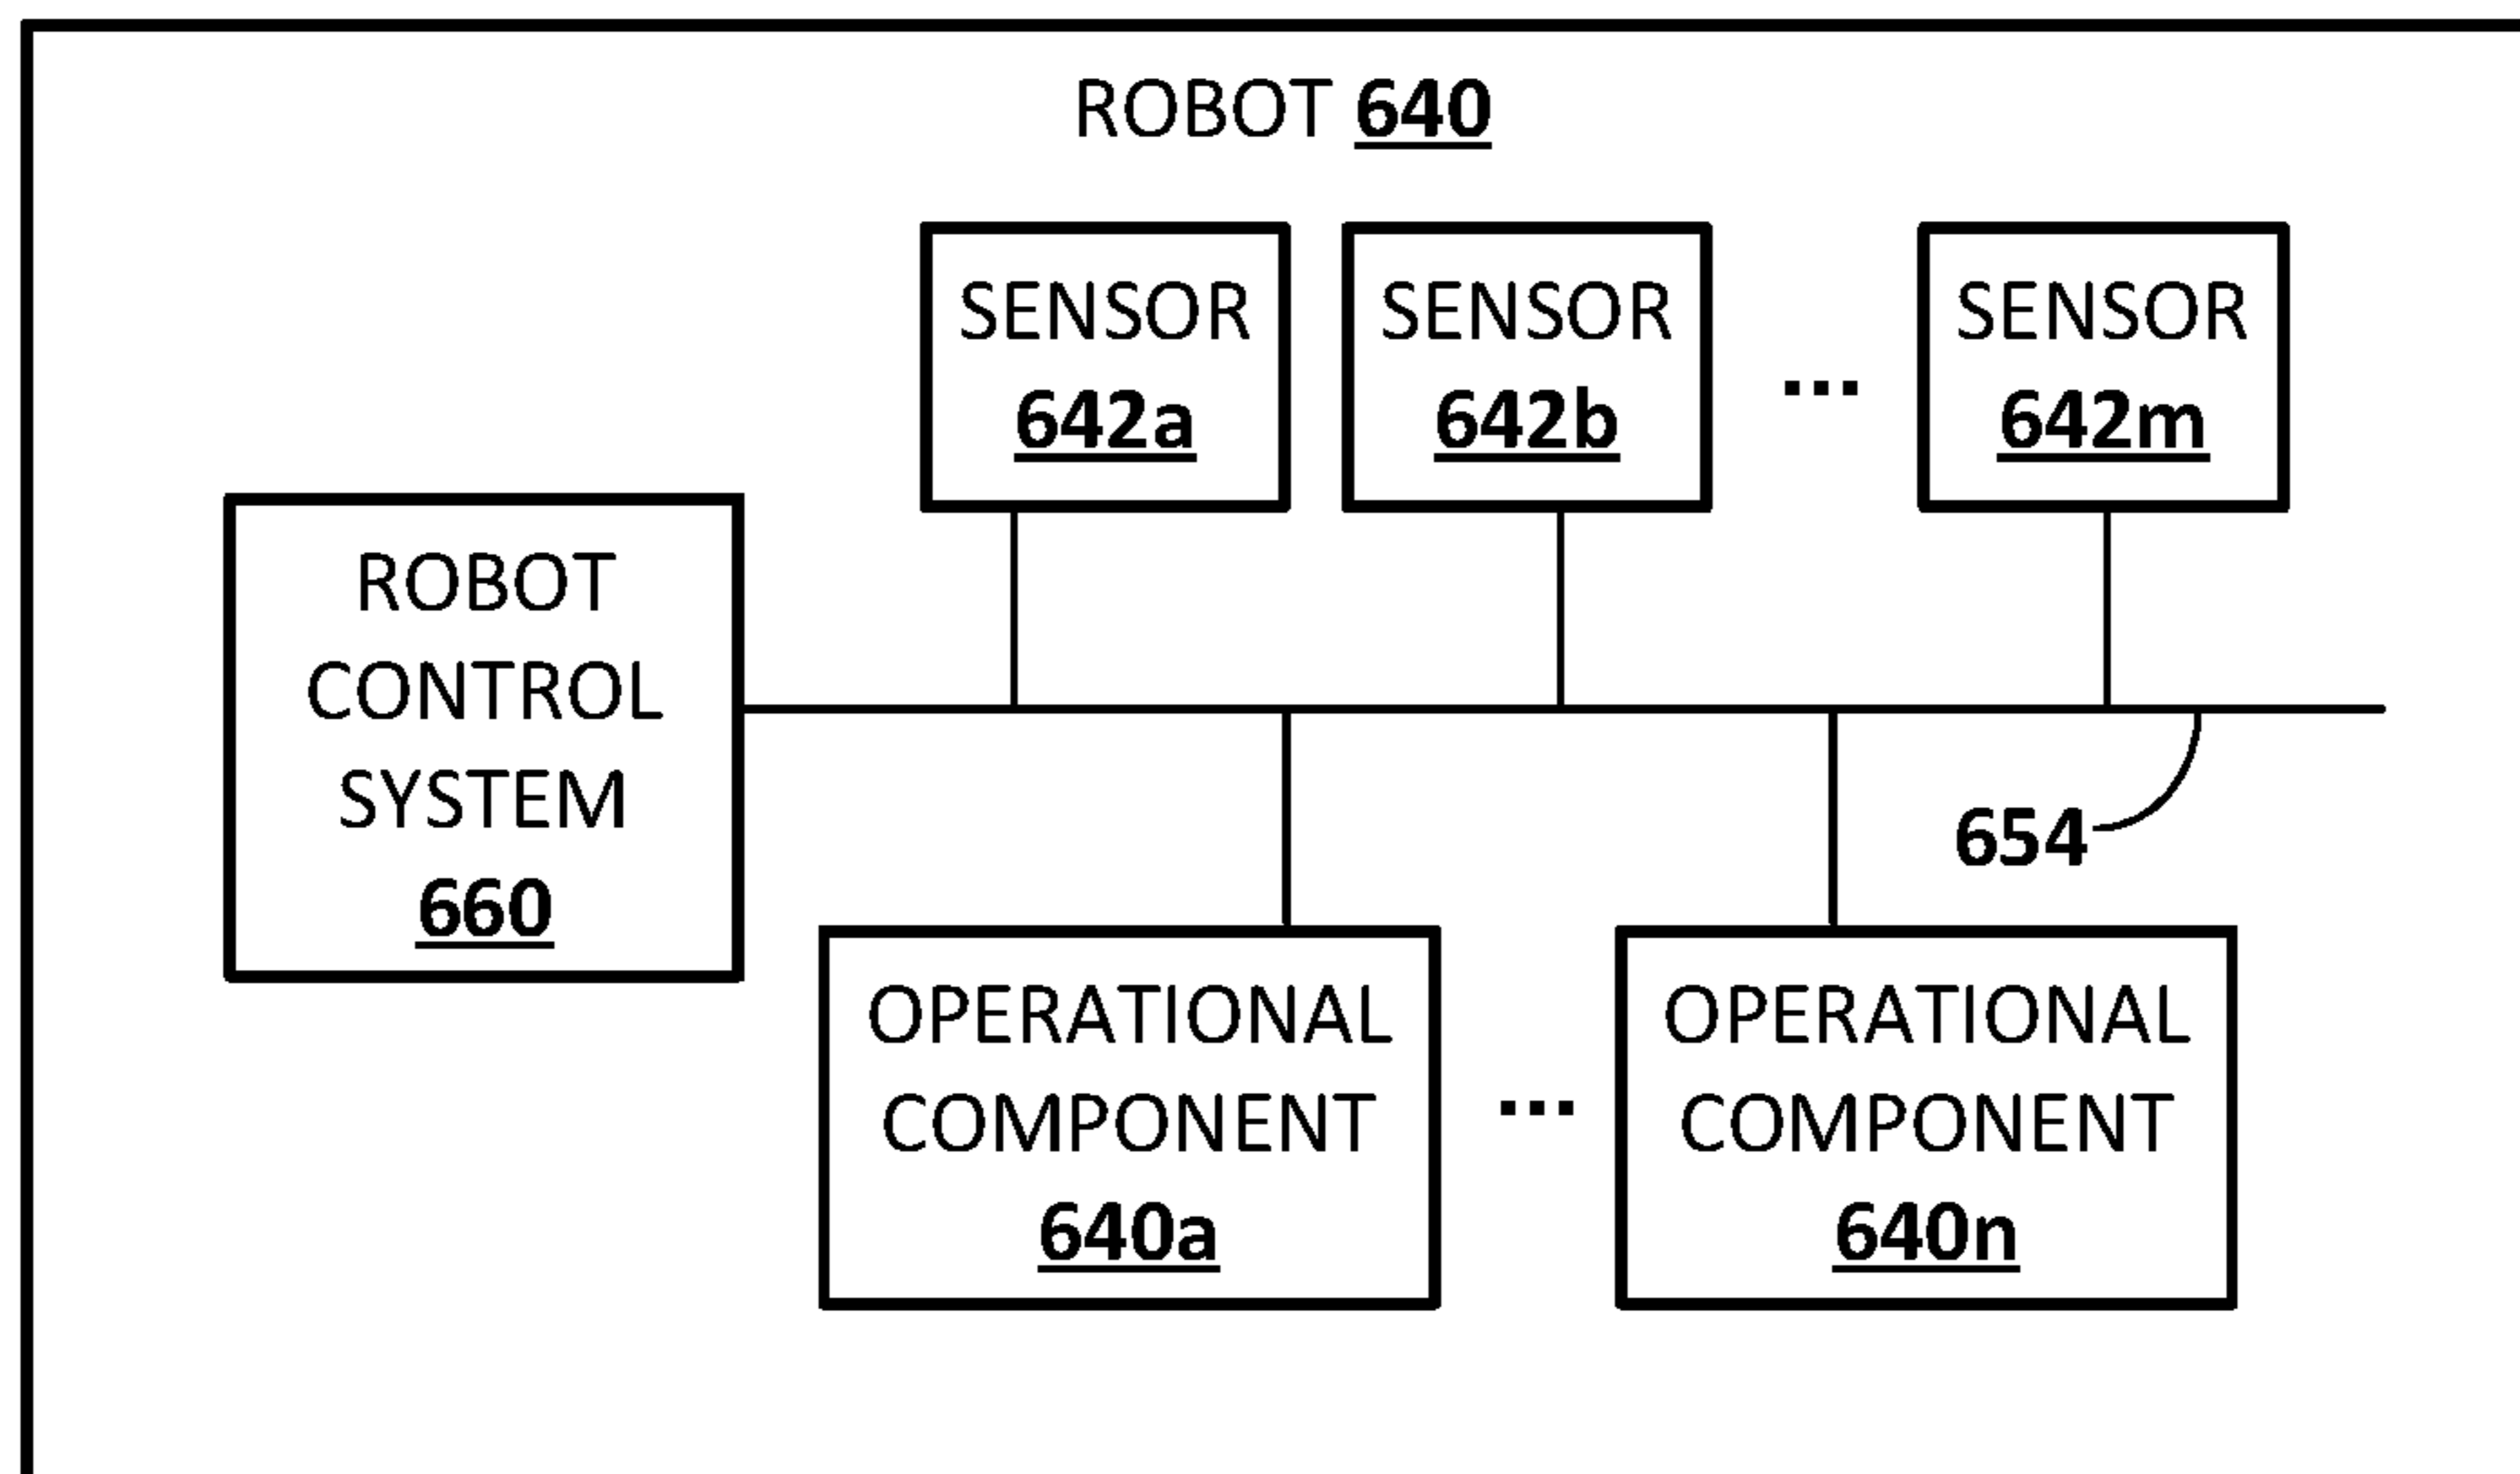 ROBOT 640
SENSOR
642a
SENSOR
642b
...
SENSOR
642m
ROBOT
CONTROL
SYSTEM
660
654
OPERATIONAL
COMPONENT
640a
...
OPERATIONAL
COMPONENT
640n